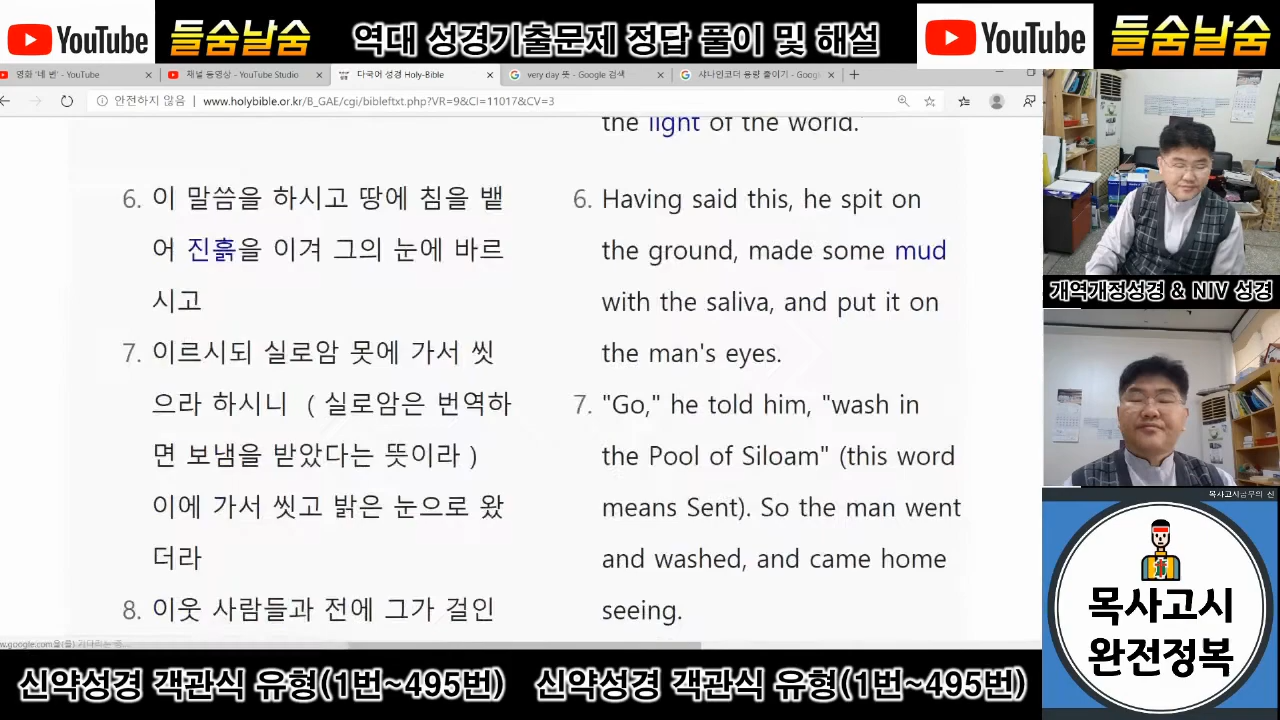 YouTube 들숨날숨 역대 성경기출문제 정답 풀이 및 해설 YouTube 들숨날숨
영화 '네 번' - YouTube
채널 동영상 - YouTube Studio
다국어 성경 Holy-Bible
very day 뜻 - Google 검색
샤나인코더 용량 줄이기 - Googl
안전하지 않음 | www.holybible.or.kr/B_GAE/cgi/bibleftxt.php?VR=9&CI=11017&CV=3
6. 이 말씀을 하시고 땅에 침을 뱉
어 진흙을 이겨 그의 눈에 바르
시고
7. 이르시되 실로암 못에 가서 씻
으라 하시니 ( 실로암은 번역하
면 보냄을 받았다는 뜻이라 )
이에 가서 씻고 밝은 눈으로 왔
더라
8. 이웃 사람들과 전에 그가 걸인
the light of the world.
6. Having said this, he spit on
the ground, made some mud
with the saliva, and put it on
the man's eyes.
7. "Go," he told him, "wash in
the Pool of Siloam" (this word
means Sent). So the man went
and washed, and came home
seeing.
개역개정성경 & NIV 성경
목사고시공부의 신
목사고시
완전정복
신약성경 객관식 유형(1번~495번) 신약성경 객관식 유형(1번~495번)